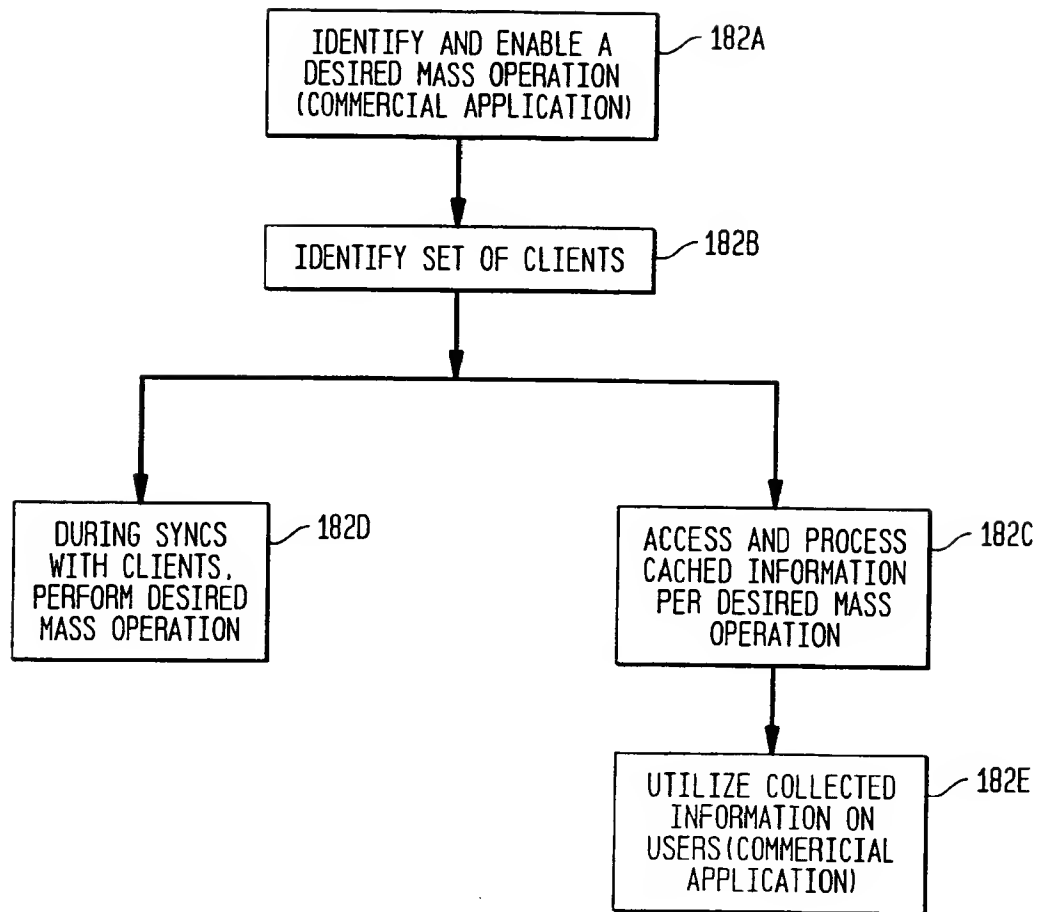 IDENTIFY AND ENABLE A
DESIRED MASS OPERATION
(COMMERCIAL APPLICATION)
182A
IDENTIFY SET OF CLIENTS
182B
DURING SYNCS
WITH CLIENTS,
PERFORM DESIRED
MASS OPERATION
182D
ACCESS AND PROCESS
CACHED INFORMATION
PER DESIRED MASS
OPERATION
182C
UTILIZE COLLECTED
INFORMATION ON
USERS(COMMERICIAL
APPLICATION)
182E